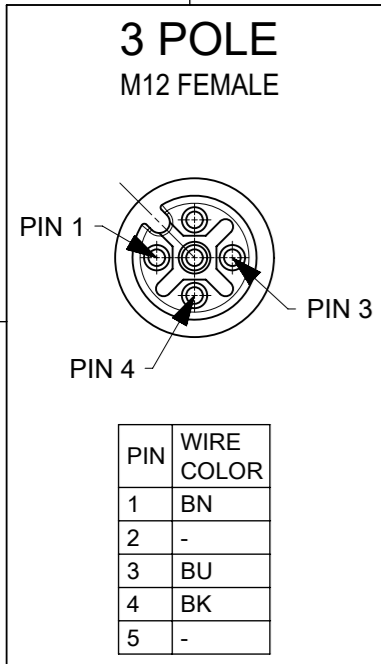 3 POLE
M12 FEMALE
PIN 1
PIN 3
PIN 4
PIN WIRE COLOR
1 BN
2 -
3 BU
4 BK
5 -